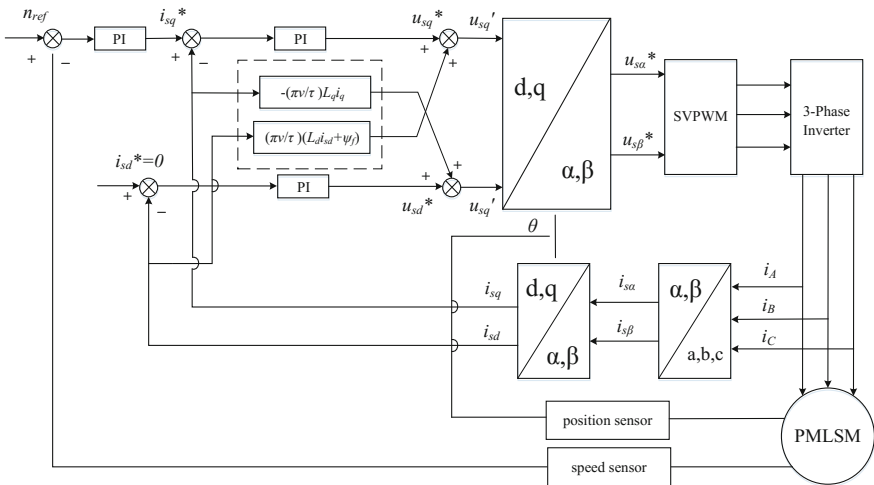 n_ref
+
−
PI
i_sq*
+
−
PI
u_sq*
+
+
u_sq′
-(πv/τ)L_q i_q
(πv/τ)(L_d i_sd+ψ_f)
i_sd*=0
+
−
PI
u_sd*
+
+
u_sq′
d,q
α,β
u_sα*
u_sβ*
SVPWM
3-Phase
Inverter
θ
i_sq
i_sd
d,q
α,β
i_sα
i_sβ
α,β
a,b,c
i_A
i_B
i_C
position sensor
speed sensor
PMLSM